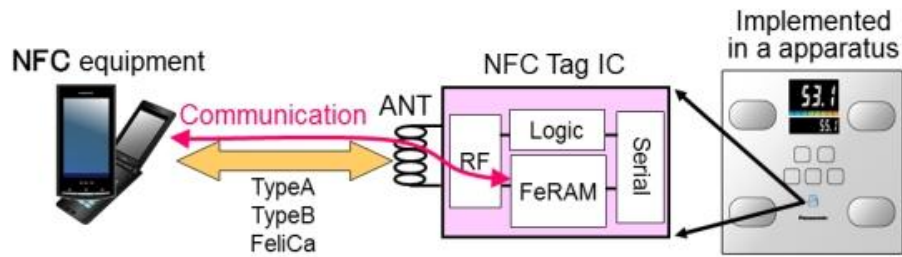 NFC equipment
Communication
TypeA
TypeB
FeliCa
ANT
NFC Tag IC
RF
Logic
FeRAM
Serial
Implemented
in a apparatus
53.1
55.1
Panasonic